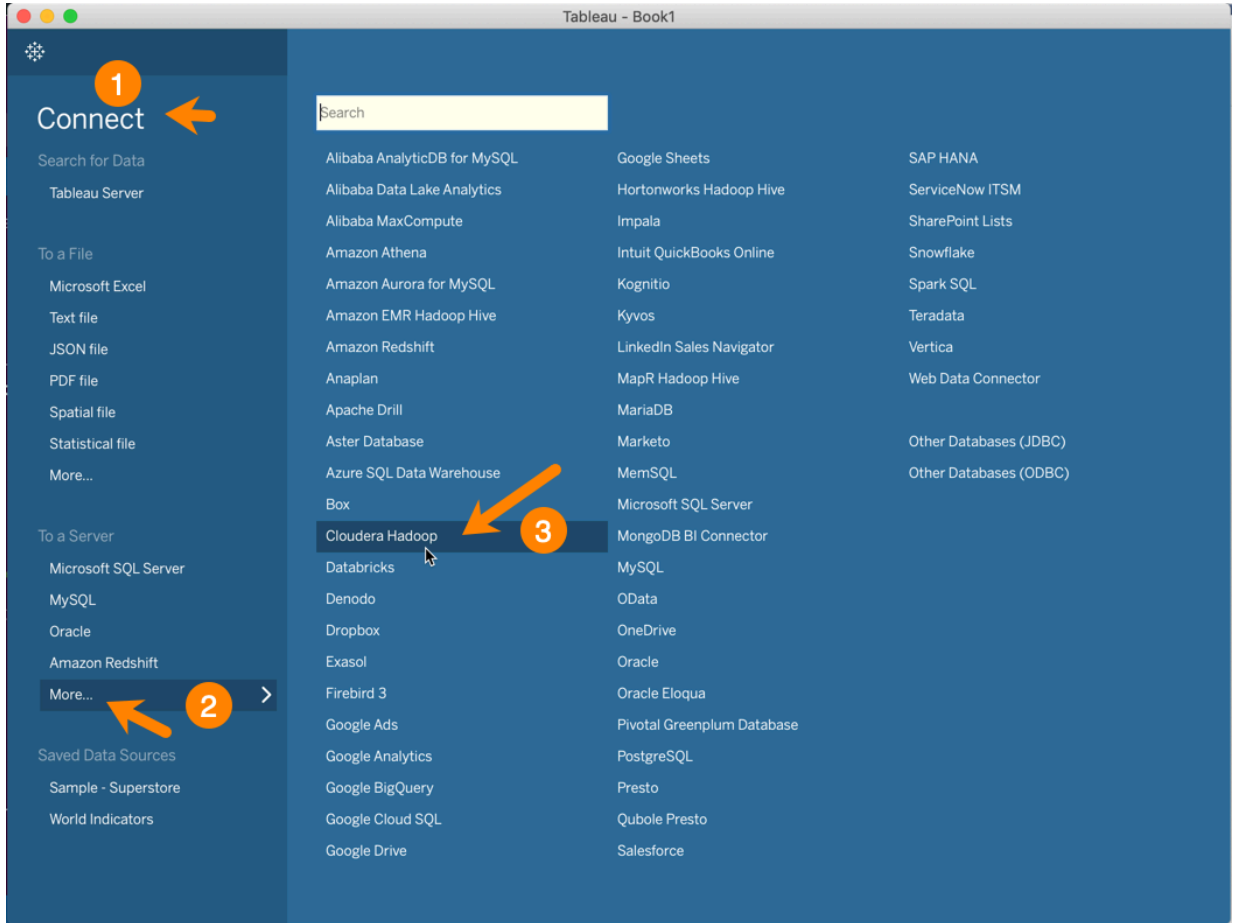 Tableau - Book1
1
Connect
Search for Data
Tableau Server
To a File
Microsoft Excel
Text file
JSON file
PDF file
Spatial file
Statistical file
More...
To a Server
Microsoft SQL Server
MySQL
Oracle
Amazon Redshift
More...
2
Saved Data Sources
Sample - Superstore
World Indicators
Search
Alibaba AnalyticDB for MySQL
Alibaba Data Lake Analytics
Alibaba MaxCompute
Amazon Athena
Amazon Aurora for MySQL
Amazon EMR Hadoop Hive
Amazon Redshift
Anaplan
Apache Drill
Aster Database
Azure SQL Data Warehouse
Box
Cloudera Hadoop
3
Databricks
Denodo
Dropbox
Exasol
Firebird 3
Google Ads
Google Analytics
Google BigQuery
Google Cloud SQL
Google Drive
Google Sheets
Hortonworks Hadoop Hive
Impala
Intuit QuickBooks Online
Kognitio
Kyvos
LinkedIn Sales Navigator
MapR Hadoop Hive
MariaDB
Marketo
MemSQL
Microsoft SQL Server
MongoDB BI Connector
MySQL
OData
OneDrive
Oracle
Oracle Eloqua
Pivotal Greenplum Database
PostgreSQL
Presto
Qubole Presto
Salesforce
SAP HANA
ServiceNow ITSM
SharePoint Lists
Snowflake
Spark SQL
Teradata
Vertica
Web Data Connector
Other Databases (JDBC)
Other Databases (ODBC)